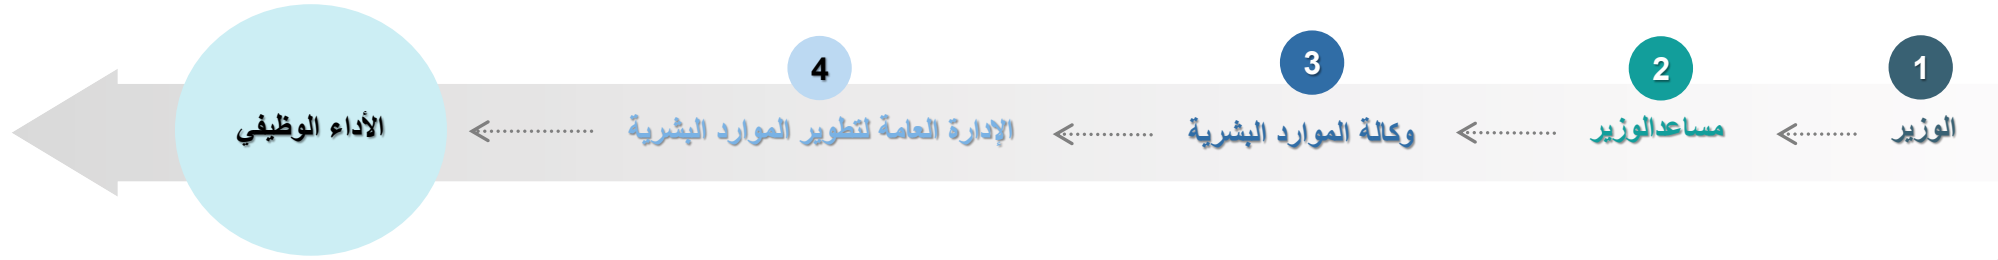 1
الوزير
2
مساعدالوزير
3
وكالة الموارد البشرية
4
الإدارة العامة لتطوير الموارد البشرية
الأداء الوظيفي